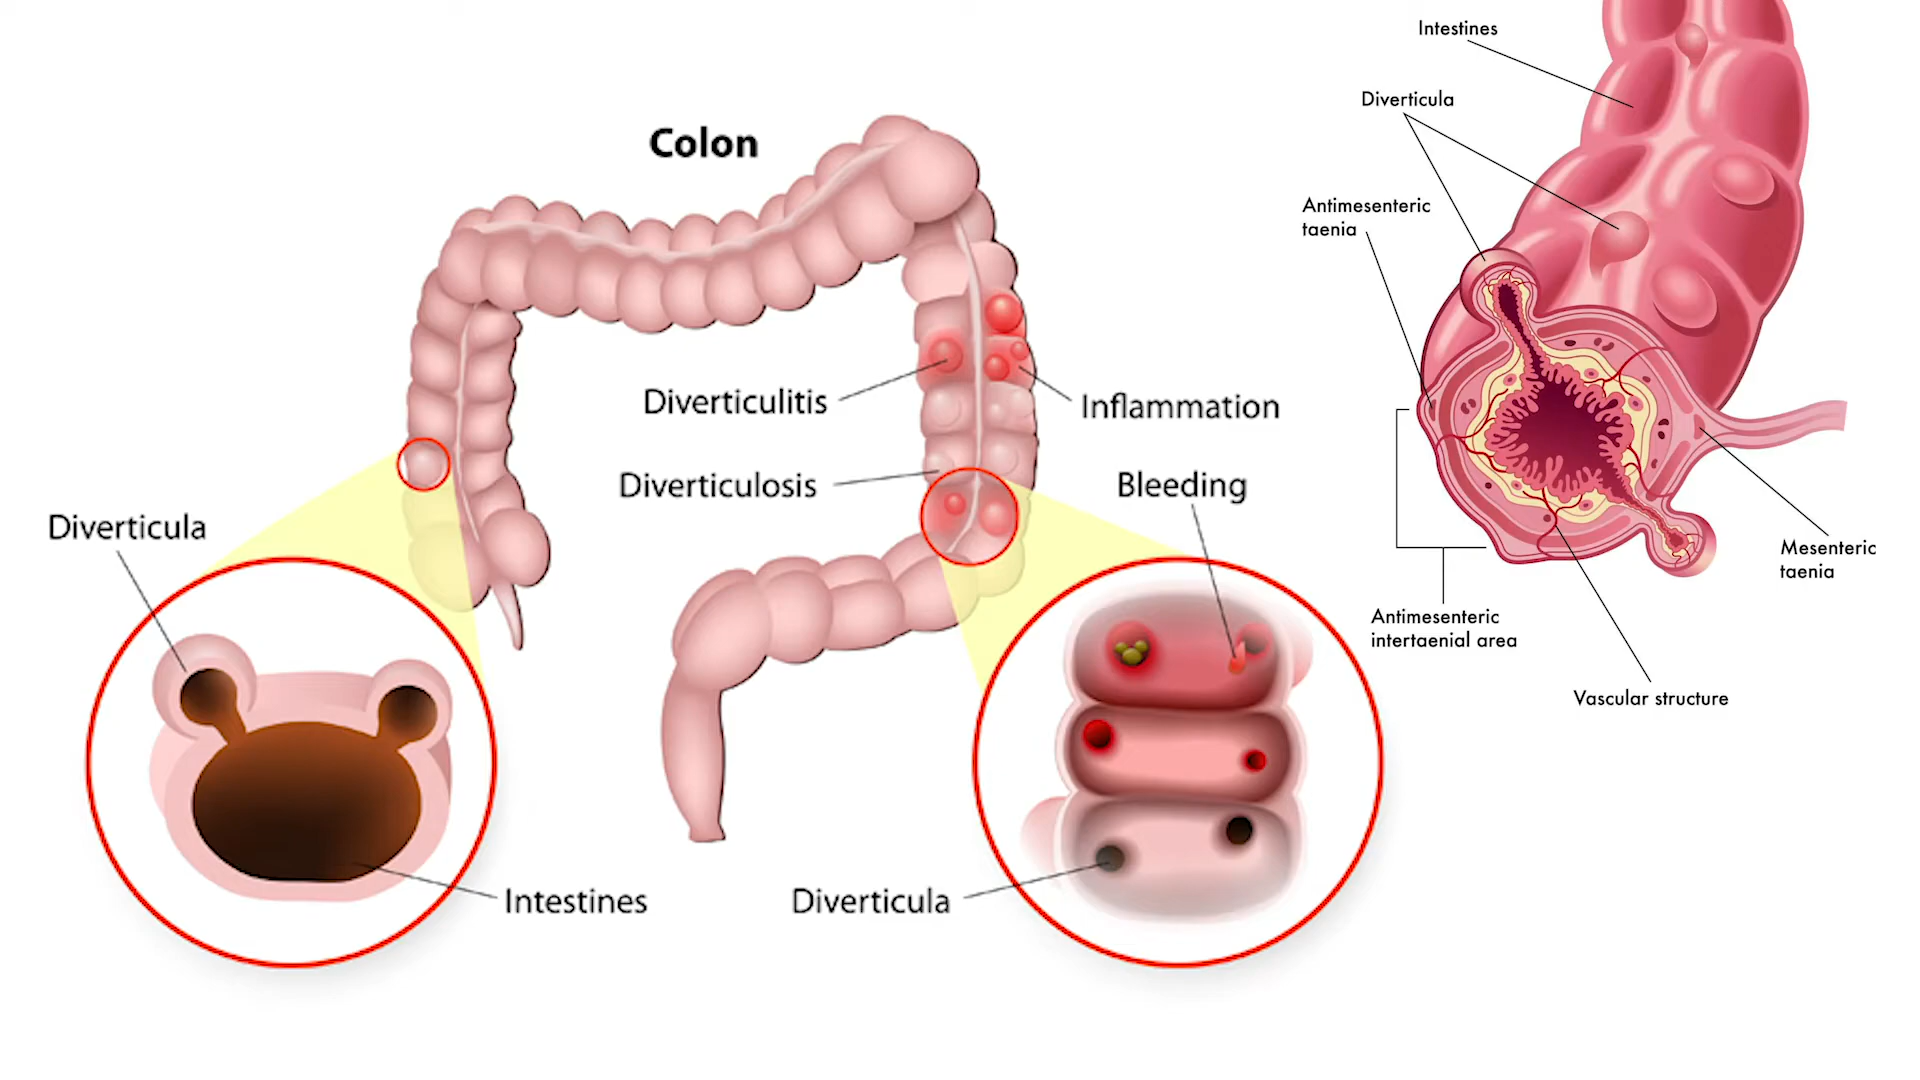 Colon
Diverticulitis
Inflammation
Diverticulosis
Bleeding
Diverticula
Intestines
Diverticula
Intestines
Diverticula
Antimesenteric
taenia
Mesenteric
taenia
Antimesenteric
intertaenial area
Vascular structure